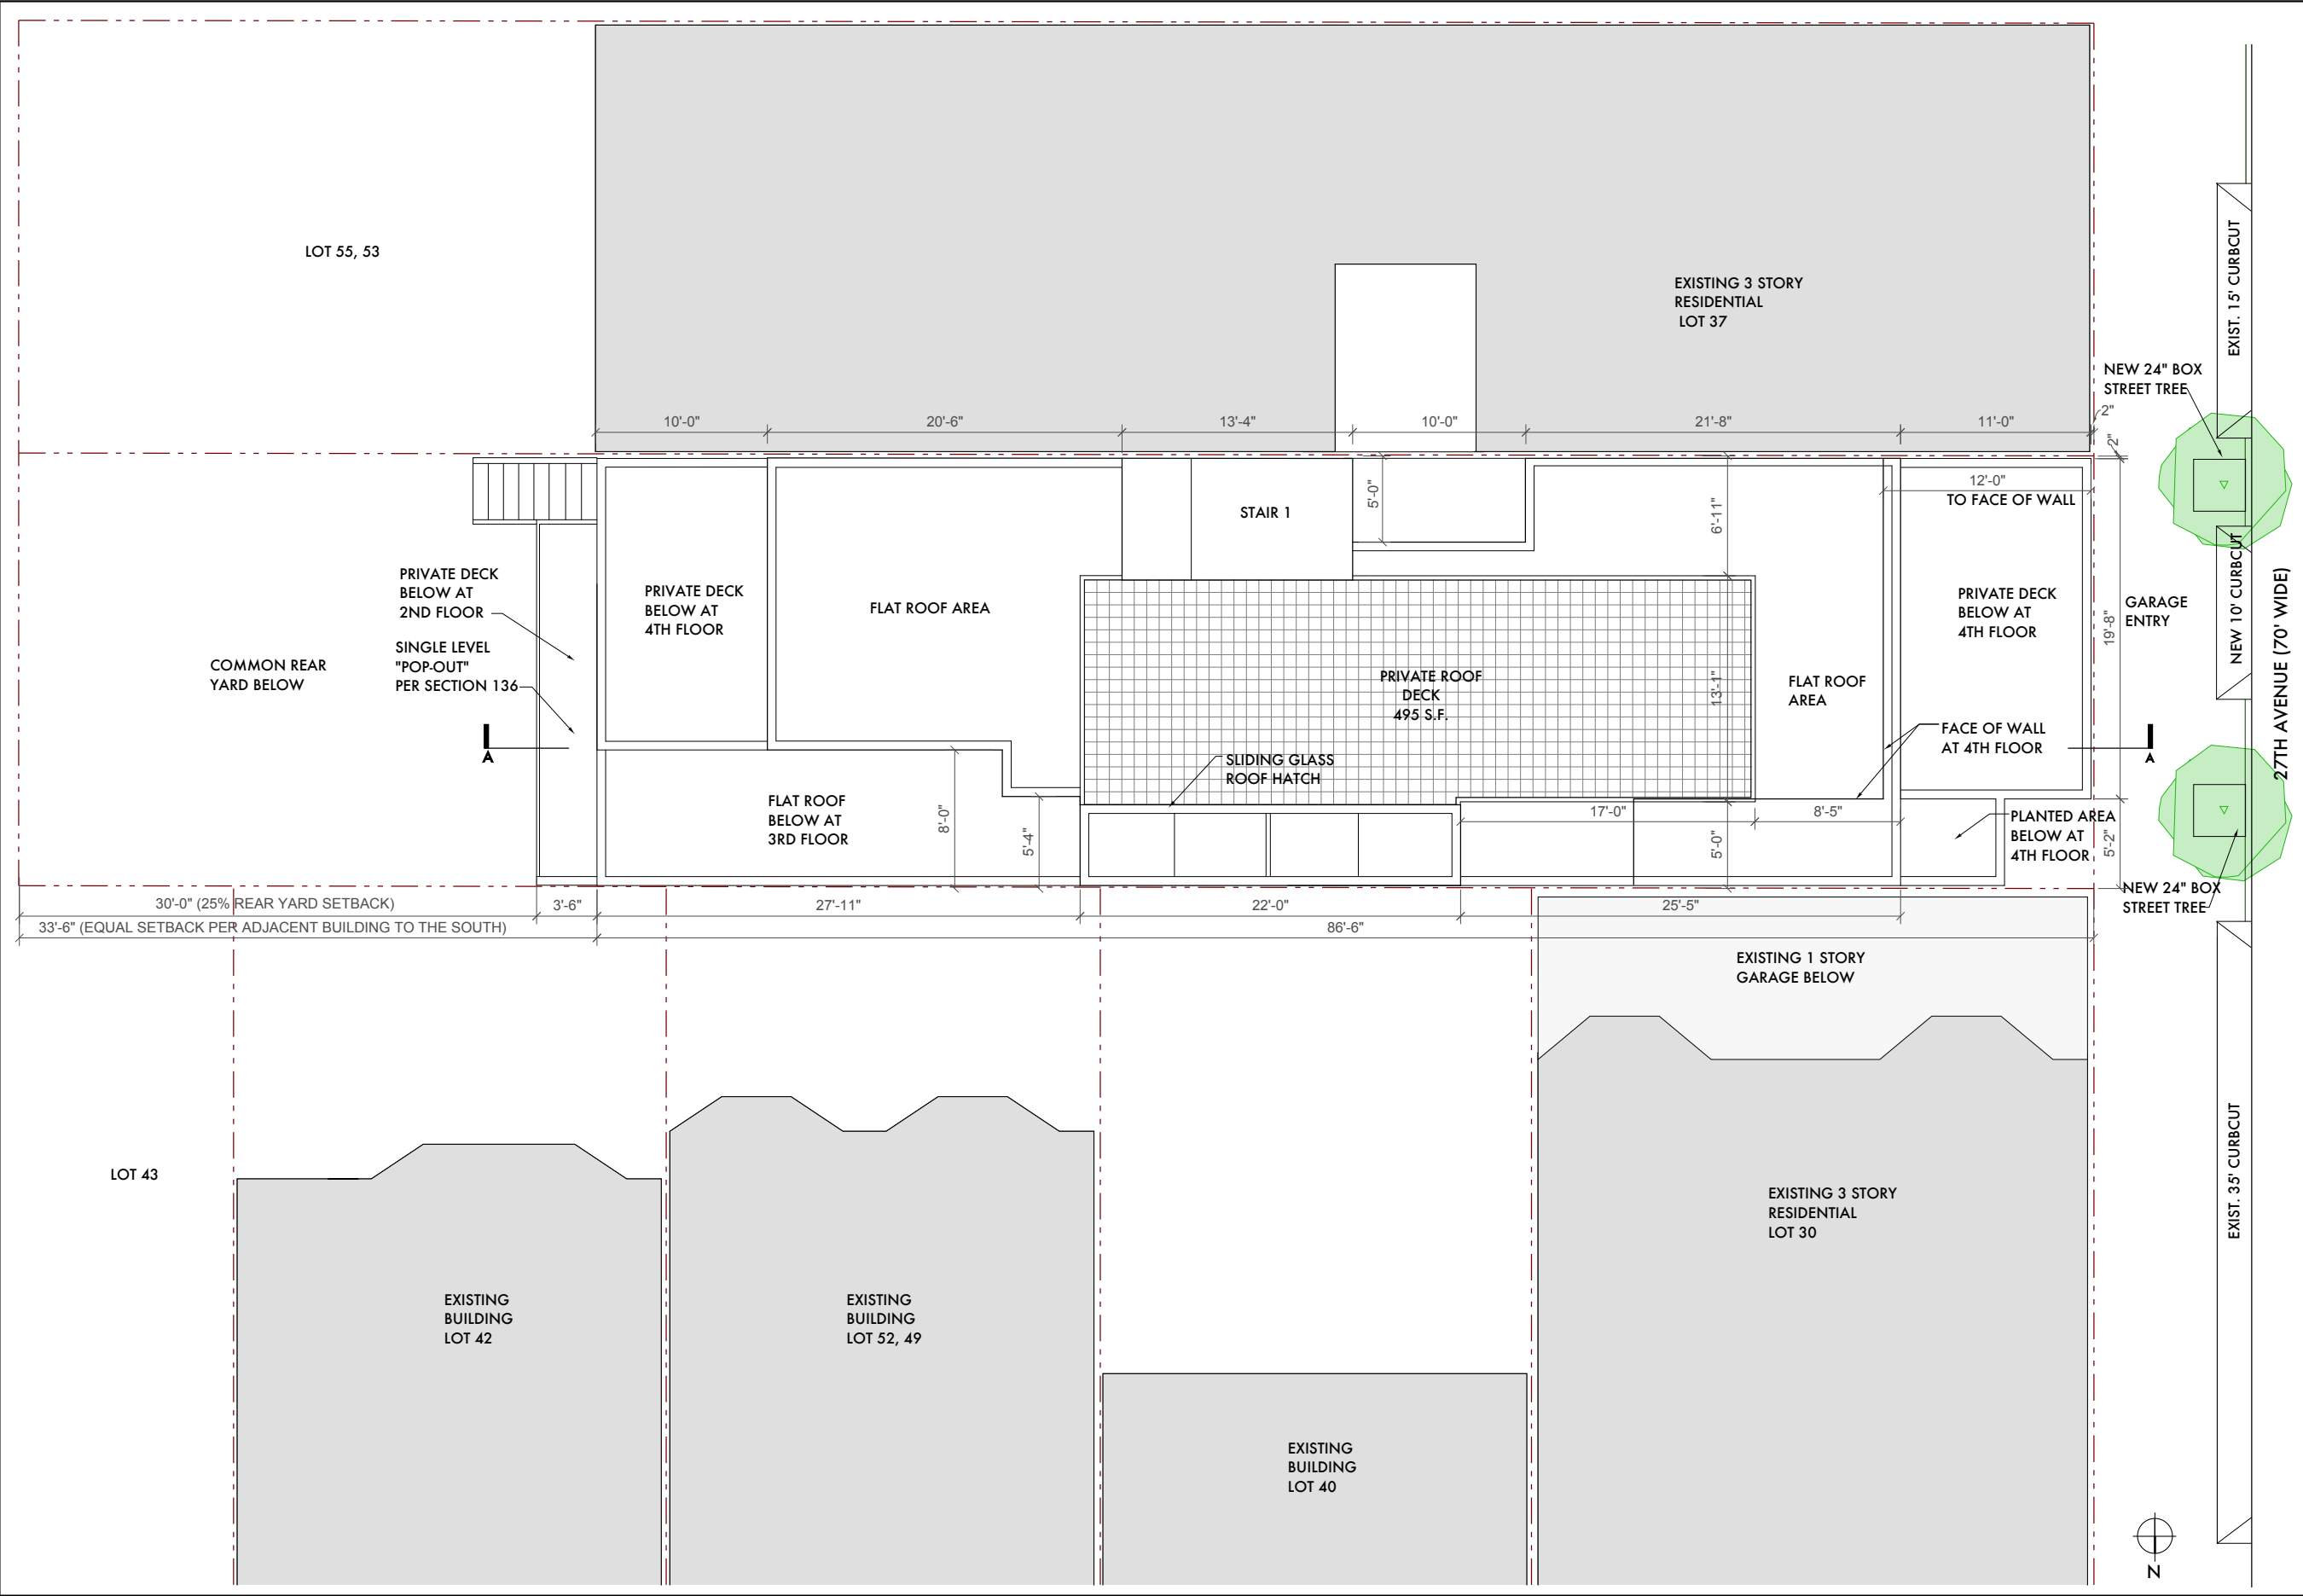 LOT 55, 53
EXISTING 3 STORY
RESIDENTIAL
LOT 37
EXIST. 15' CURBCUT
NEW 24" BOX
STREET TREE
10'-0"
20'-6"
13'-4"
10'-0"
21'-8"
11'-0"
2"
2"
12'-0"
TO FACE OF WALL
5'-0"
6'-11"
STAIR 1
PRIVATE DECK
BELOW AT
2ND FLOOR
SINGLE LEVEL
"POP-OUT"
PER SECTION 136
COMMON REAR
YARD BELOW
PRIVATE DECK
BELOW AT
4TH FLOOR
FLAT ROOF AREA
PRIVATE ROOF
DECK
495 S.F.
13'-1"
FLAT ROOF
AREA
PRIVATE DECK
BELOW AT
4TH FLOOR
19'-8"
GARAGE
ENTRY
NEW 10' CURBCUT
27TH AVENUE (70' WIDE)
FACE OF WALL
AT 4TH FLOOR
A
A
SLIDING GLASS
ROOF HATCH
FLAT ROOF
BELOW AT
3RD FLOOR
8'-0"
5'-4"
17'-0"
8'-5"
5'-0"
PLANTED AREA
BELOW AT
4TH FLOOR
5'-2"
NEW 24" BOX
STREET TREE
30'-0" (25% REAR YARD SETBACK)
3'-6"
27'-11"
22'-0"
25'-5"
33'-6" (EQUAL SETBACK PER ADJACENT BUILDING TO THE SOUTH)
86'-6"
EXISTING 1 STORY
GARAGE BELOW
LOT 43
EXISTING
BUILDING
LOT 42
EXISTING
BUILDING
LOT 52, 49
EXISTING
BUILDING
LOT 40
EXISTING 3 STORY
RESIDENTIAL
LOT 30
EXIST. 35' CURBCUT
N